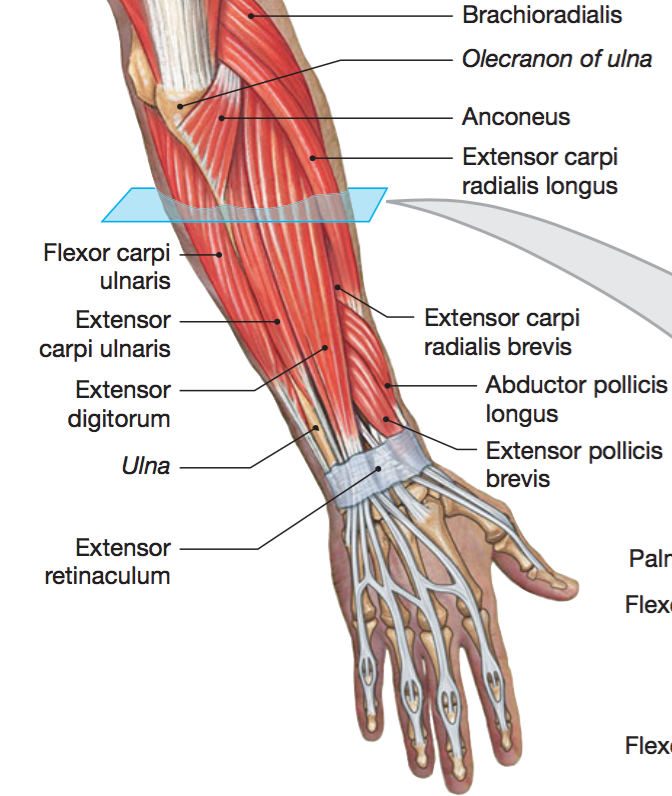 Brachioradialis
Olecranon of ulna
Anconeus
Extensor carpi
radialis longus
Flexor carpi
ulnaris
Extensor
carpi ulnaris
Extensor
digitorum
Ulna
Extensor
retinaculum
Extensor carpi
radialis brevis
Abductor pollicis
longus
Extensor pollicis
brevis